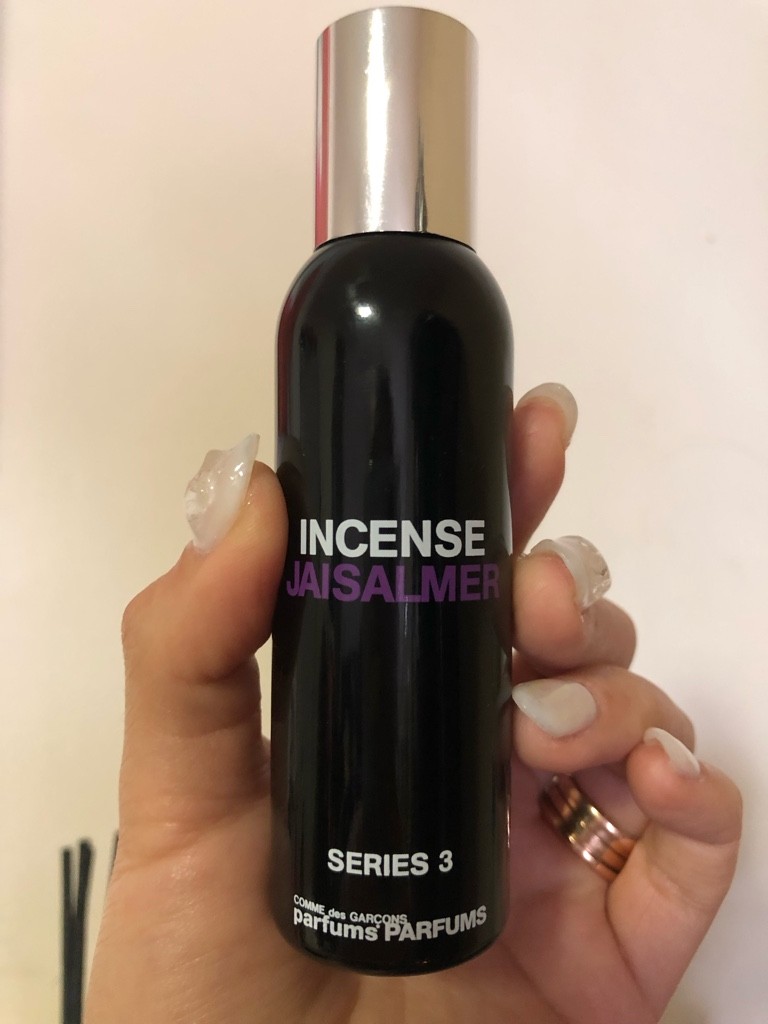 INCENSE
JAISALMER
SERIES 3
COMME des GARÇONS
parfums PARFUMS